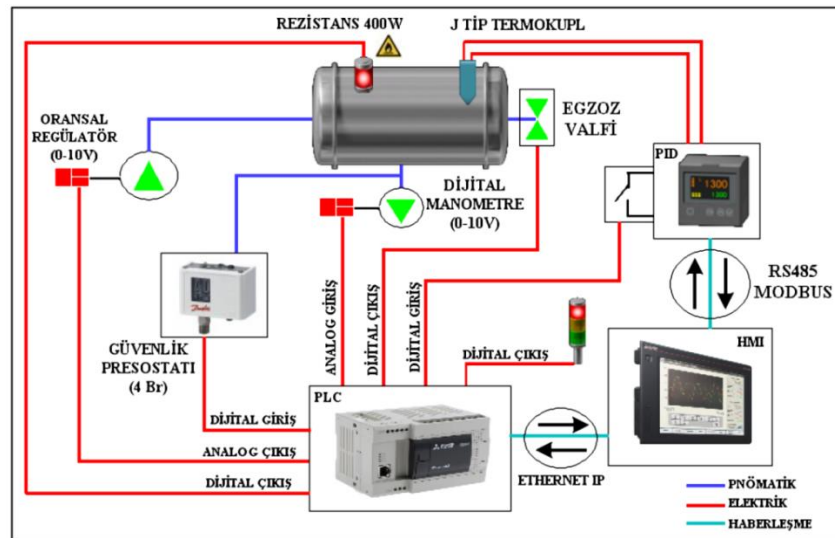 REZİSTANS 400W
J TİP TERMOKUPL
ORANSAL
REGÜLATÖR
(0-10V)
EGZOZ
VALFİ
DİJİTAL
MANOMETRE
(0-10V)
PID
1300
RS485
MODBUS
GÜVENLİK
PRESOSTATI
(4 Br)
ANALOG GİRİŞ
DİJİTAL ÇIKIŞ
DİJİTAL GİRİŞ
DİJİTAL ÇIKIŞ
HMI
PLC
DİJİTAL GİRİŞ
ANALOG ÇIKIŞ
DİJİTAL ÇIKIŞ
ETHERNET IP
PNÖMATİK
ELEKTRİK
HABERLEŞME